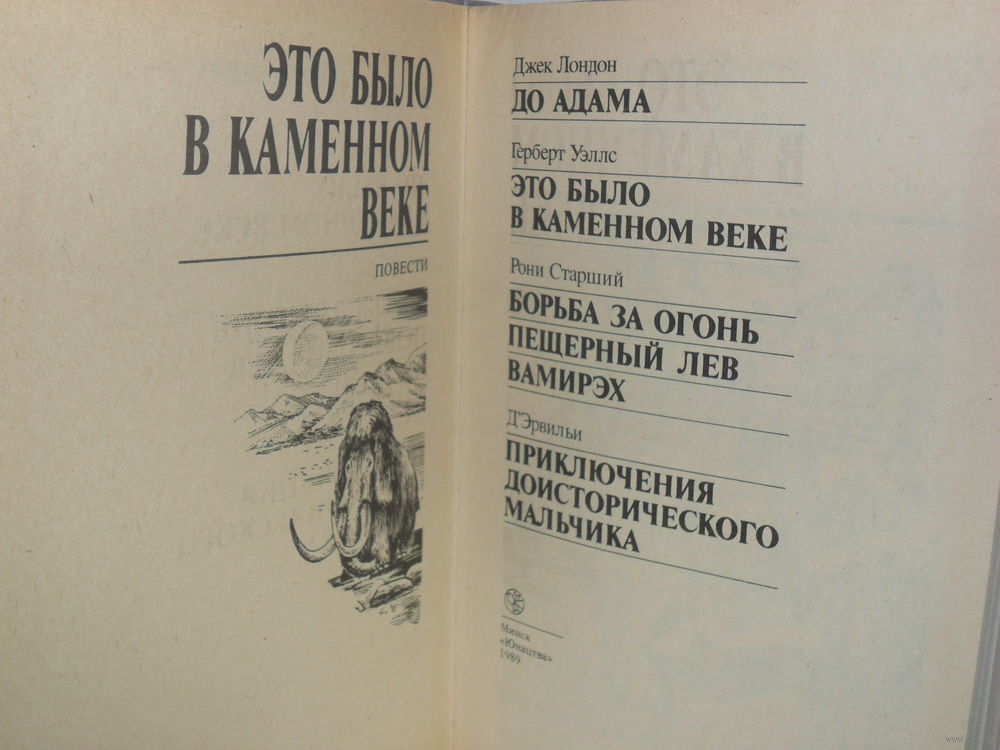 ЭТО БЫЛО
В КАМЕННОМ
ВЕКЕ
ПОВЕСТИ
Джек Лондон
ДО АДАМА
Герберт Уэллс
ЭТО БЫЛО
В КАМЕННОМ ВЕКЕ
Рони Старший
БОРЬБА ЗА ОГОНЬ
ПЕЩЕРНЫЙ ЛЕВ
ВАМИРЭХ
Д'Эрвильи
ПРИКЛЮЧЕНИЯ
ДОИСТОРИЧЕСКОГО
МАЛЬЧИКА
Минск
«Юнацтва»
1989